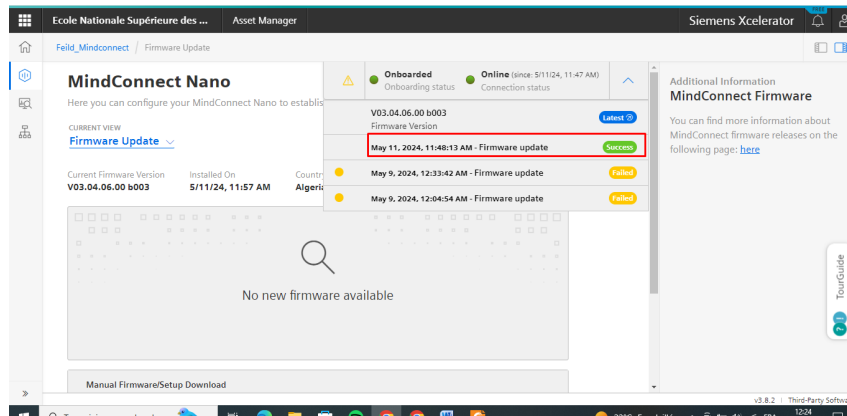 Ecole Nationale Supérieure des ... Asset Manager Siemens Xcelerator
FREE
Feild_Mindconnect / Firmware Update
MindConnect Nano
Here you can configure your MindConnect Nano to establis
CURRENT VIEW
Firmware Update
Current Firmware Version Installed On Countr
V03.04.06.00 b003 5/11/24, 11:57 AM Algeri
Onboarded
Onboarding status
Online (since: 5/11/24, 11:47 AM)
Connection status
V03.04.06.00 b003 Latest
Firmware Version
May 11, 2024, 11:48:13 AM - Firmware update Success
May 9, 2024, 12:33:42 AM - Firmware update Failed
May 9, 2024, 12:04:54 AM - Firmware update Failed
No new firmware available
Manual Firmware/Setup Download
Additional Information
MindConnect Firmware
You can find more information about
MindConnect firmware releases on the
following page: here
TourGuide
v3.8.2 | Third-Party Softwa
12:24